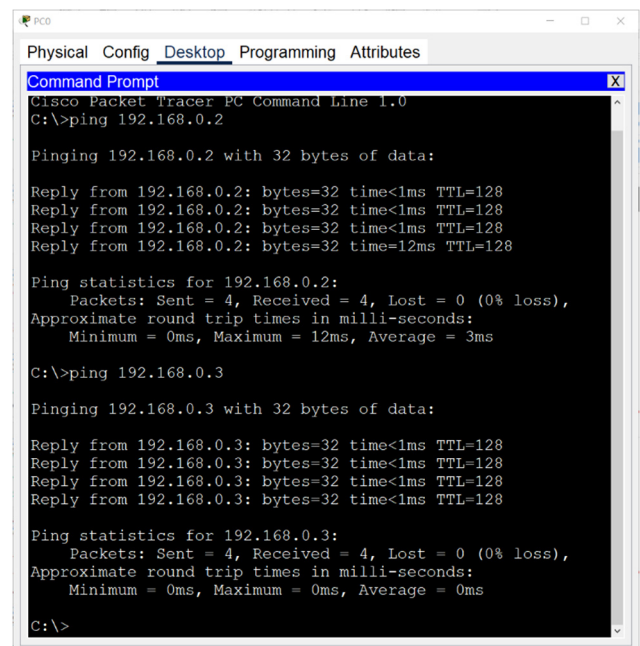 PC0
Physical Config Desktop Programming Attributes
Command Prompt
X
Cisco Packet Tracer PC Command Line 1.0
C:\>ping 192.168.0.2
Pinging 192.168.0.2 with 32 bytes of data:
Reply from 192.168.0.2: bytes=32 time<1ms TTL=128
Reply from 192.168.0.2: bytes=32 time<1ms TTL=128
Reply from 192.168.0.2: bytes=32 time<1ms TTL=128
Reply from 192.168.0.2: bytes=32 time=12ms TTL=128
Ping statistics for 192.168.0.2:
Packets: Sent = 4, Received = 4, Lost = 0 (0% loss),
Approximate round trip times in milli-seconds:
Minimum = 0ms, Maximum = 12ms, Average = 3ms
C:\>ping 192.168.0.3
Pinging 192.168.0.3 with 32 bytes of data:
Reply from 192.168.0.3: bytes=32 time<1ms TTL=128
Reply from 192.168.0.3: bytes=32 time<1ms TTL=128
Reply from 192.168.0.3: bytes=32 time<1ms TTL=128
Reply from 192.168.0.3: bytes=32 time<1ms TTL=128
Ping statistics for 192.168.0.3:
Packets: Sent = 4, Received = 4, Lost = 0 (0% loss),
Approximate round trip times in milli-seconds:
Minimum = 0ms, Maximum = 0ms, Average = 0ms
C:\>